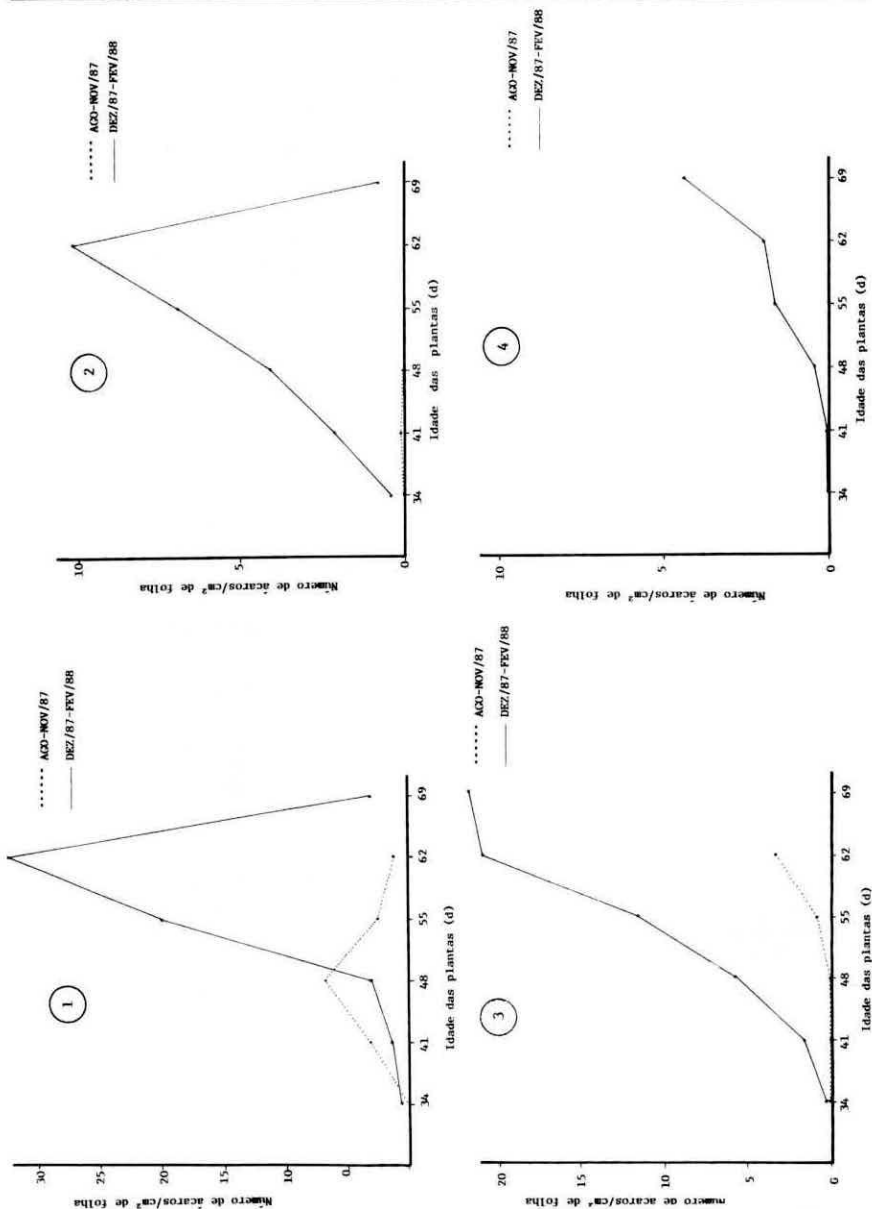 AGO-NOV/87
DEZ/87-FEV/88
1
Número de ácaros/cm² de folha
30
25
20
15
10
0
34
41
48
55
62
69
Idade das plantas (d)
AGO-NOV/87
DEZ/87-FEV/88
2
Número de ácaros/cm² de folha
10
5
0
34
41
48
55
62
69
Idade das plantas (d)
AGO-NOV/87
DEZ/87-FEV/88
3
numero de ácaros/cm² de folha
20
15
10
5
0
34
41
48
55
62
69
Idade das plantas (d)
AGO-NOV/87
DEZ/87-FEV/88
4
Número de ácaros/cm² de folha
10
5
0
34
41
48
55
62
69
Idade das plantas (d)